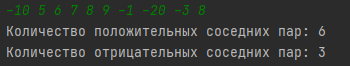 -10 5 6 7 8 9 -1 -20 -3 8
Количество положительных соседних пар: 6
Количество отрицательных соседних пар: 3